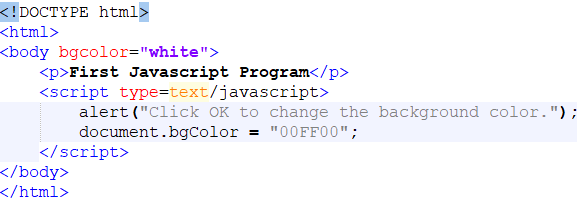 <!DOCTYPE html>
<html>
<body bgcolor="white">
<p>First Javascript Program</p>
<script type=text/javascript>
alert("Click OK to change the background color.");
document.bgColor = "00FF00";
</script>
</body>
</html>